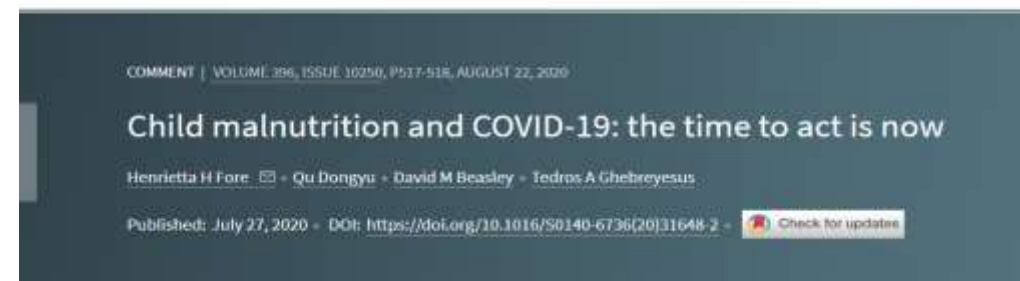 COMMENT | VOLUME 396, ISSUE 10250, P517-518, AUGUST 22, 2020
Child malnutrition and COVID-19: the time to act is now
Henrietta H Fore • Qu Dongyu • David M Beasley • Tedros A Ghebreyesus
Published: July 27, 2020 • DOI: https://doi.org/10.1016/S0140-6736(20)31648-2 • Check for updates